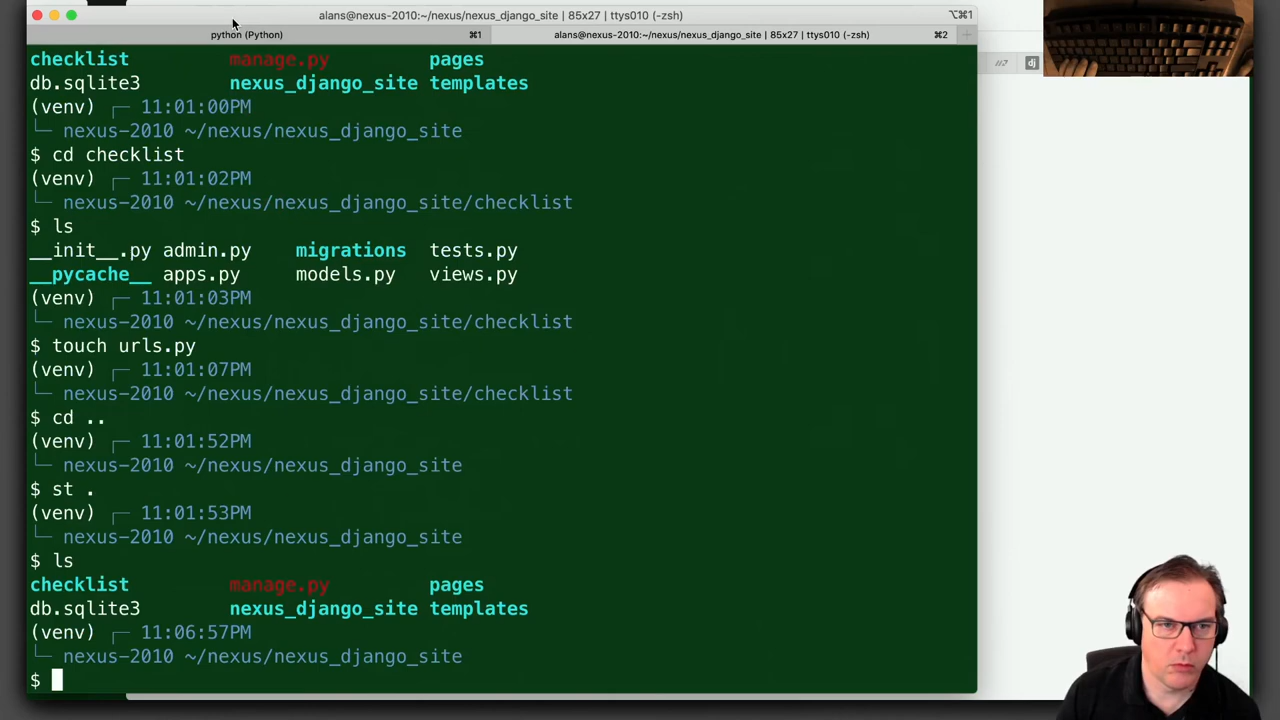 alans@nexus-2010:~/nexus/nexus_django_site | 85x27 | ttys010 (-zsh)
⌥⌘1
python (Python)
⌘1
alans@nexus-2010:~/nexus/nexus_django_site | 85x27 | ttys010 (-zsh)
⌘2
+
dj
checklist manage.py pages
db.sqlite3 nexus_django_site templates
(venv) ┌─ 11:01:00PM
└─ nexus-2010 ~/nexus/nexus_django_site
$ cd checklist
(venv) ┌─ 11:01:02PM
└─ nexus-2010 ~/nexus/nexus_django_site/checklist
$ ls
__init__.py admin.py migrations tests.py
__pycache__ apps.py models.py views.py
(venv) ┌─ 11:01:03PM
└─ nexus-2010 ~/nexus/nexus_django_site/checklist
$ touch urls.py
(venv) ┌─ 11:01:07PM
└─ nexus-2010 ~/nexus/nexus_django_site/checklist
$ cd ..
(venv) ┌─ 11:01:52PM
└─ nexus-2010 ~/nexus/nexus_django_site
$ st .
(venv) ┌─ 11:01:53PM
└─ nexus-2010 ~/nexus/nexus_django_site
$ ls
checklist manage.py pages
db.sqlite3 nexus_django_site templates
(venv) ┌─ 11:06:57PM
└─ nexus-2010 ~/nexus/nexus_django_site
$